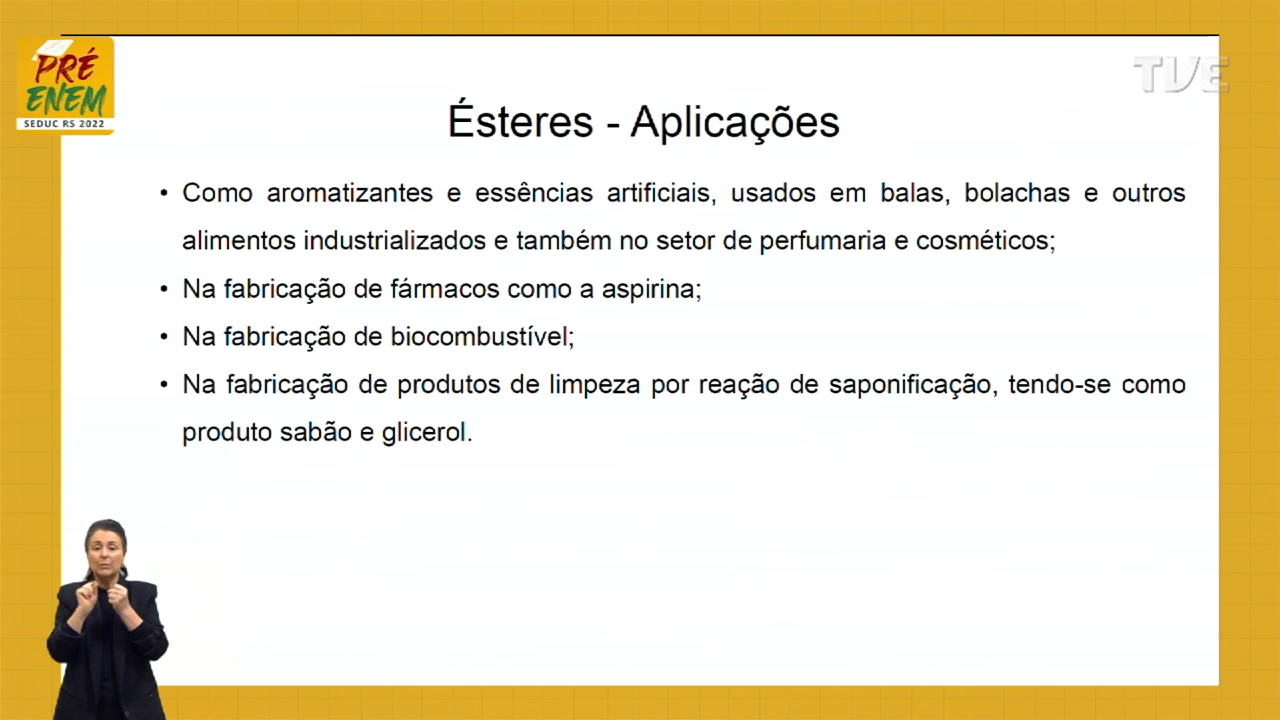 PRÉ
ENEM
SEDUC RS 2022
TVE
Ésteres - Aplicações
• Como aromatizantes e essências artificiais, usados em balas, bolachas e outros
alimentos industrializados e também no setor de perfumaria e cosméticos;
• Na fabricação de fármacos como a aspirina;
• Na fabricação de biocombustível;
• Na fabricação de produtos de limpeza por reação de saponificação, tendo-se como
produto sabão e glicerol.